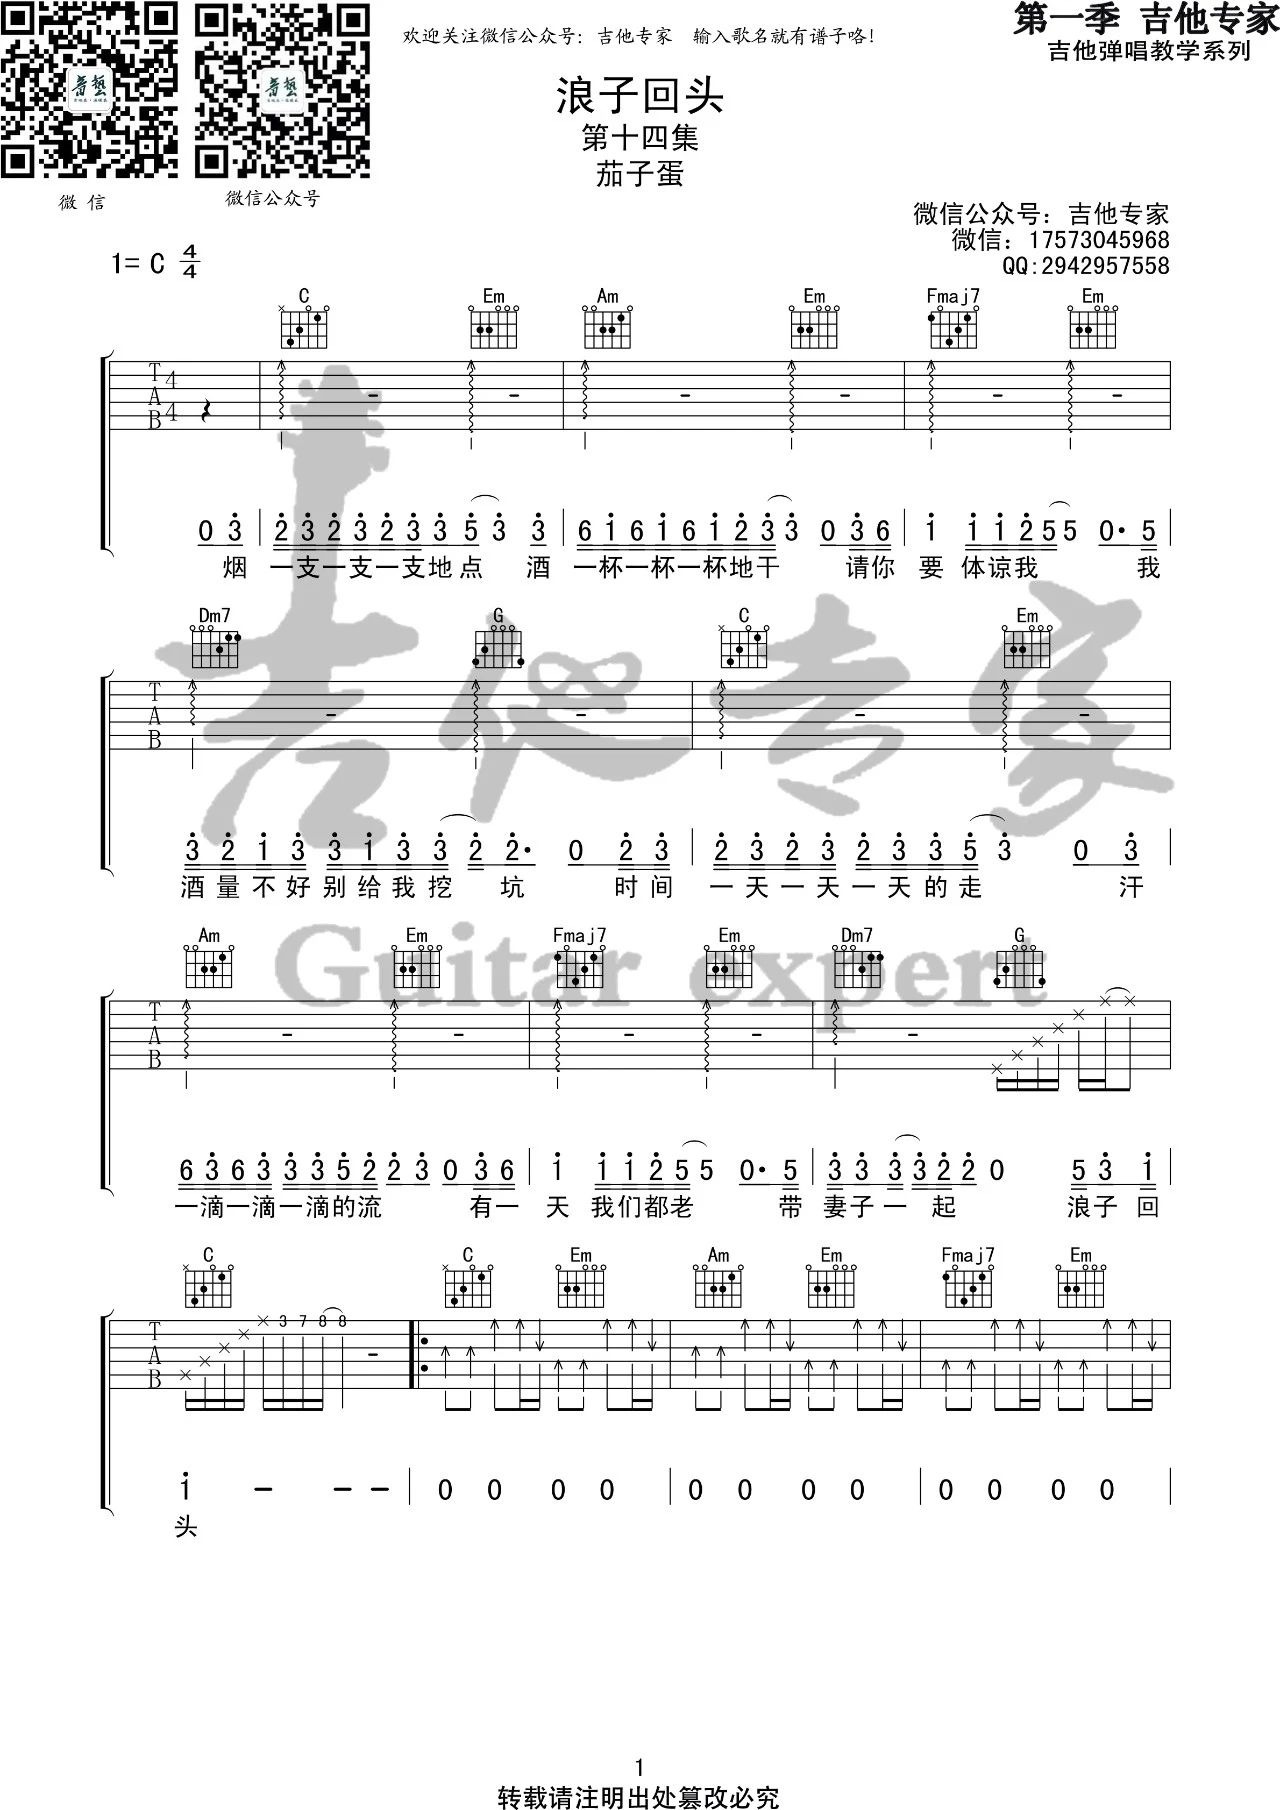 欢迎关注微信公众号：吉他专家　输入歌名就有谱子咯！
第一季 吉他专家
吉他弹唱教学系列
浪子回头
第十四集
茄子蛋
微信
微信公众号
微信公众号：吉他专家
微信：17573045968
QQ:2942957558
1= C 4/4
C Em Am Em Fmaj7 Em
T A B 4 4
0 3 2 3 2 3 2 3 3 5 3 3 6 1 6 1 6 1 2 3 3 0 3 6 1 1 1 2 5 5 0· 5
烟 一支一支一支地点 酒 一杯一杯一杯地干 请你 要 体谅我 我
Dm7 G C Em
T A B
3 2 1 3 3 1 3 3 2 2· 0 2 3 2 3 2 3 2 3 3 5 3 0 3
酒量不好别给我挖 坑 时间 一天一天一天的走 汗
Guitar expert
Am Em Fmaj7 Em Dm7 G
T A B
6 3 6 3 3 3 5 2 2 3 0 3 6 1 1 1 2 5 5 0· 5 3 3 3 3 2 2 0 5 3 1
一滴一滴一滴的流 有一 天 我们都老 带 妻子一 起 浪子回
C C Em Am Em Fmaj7 Em
T A B 3 7 8 8
1 - - - 0 0 0 0 0 0 0 0 0 0 0 0
头
吉他专家
1
转载请注明出处篡改必究